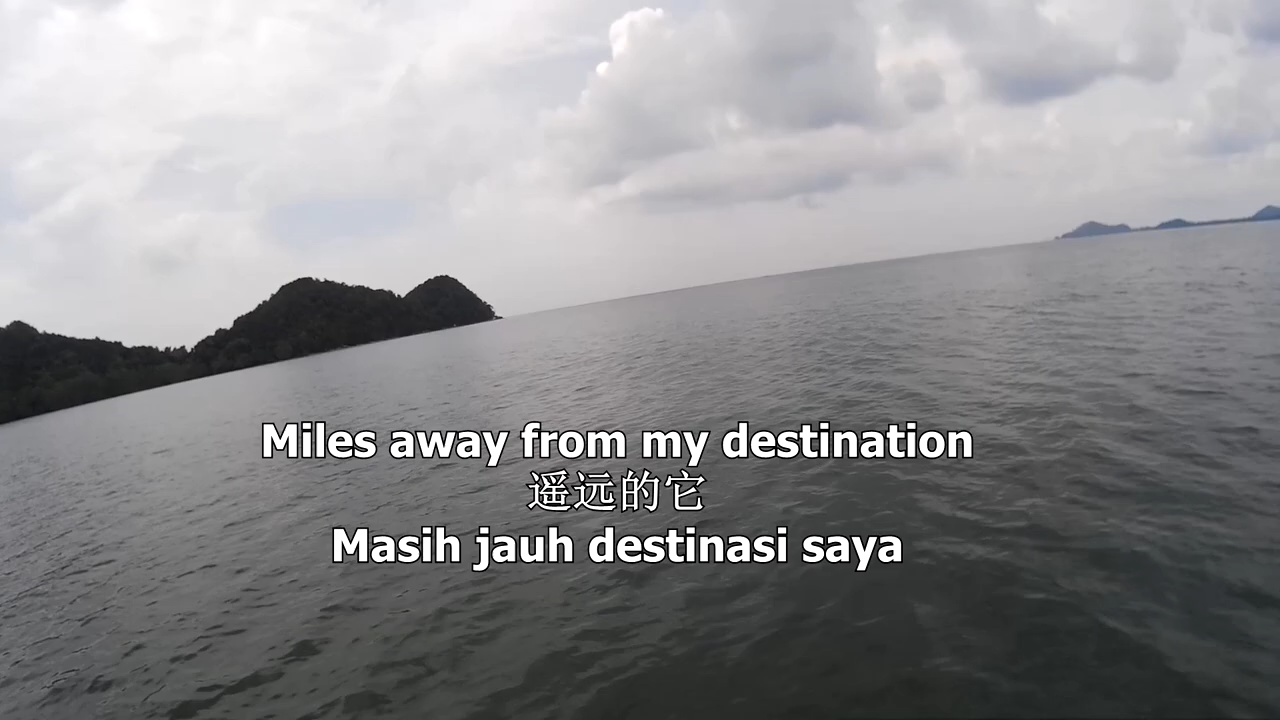 Miles away from my destination
遥远的它
Masih jauh destinasi saya